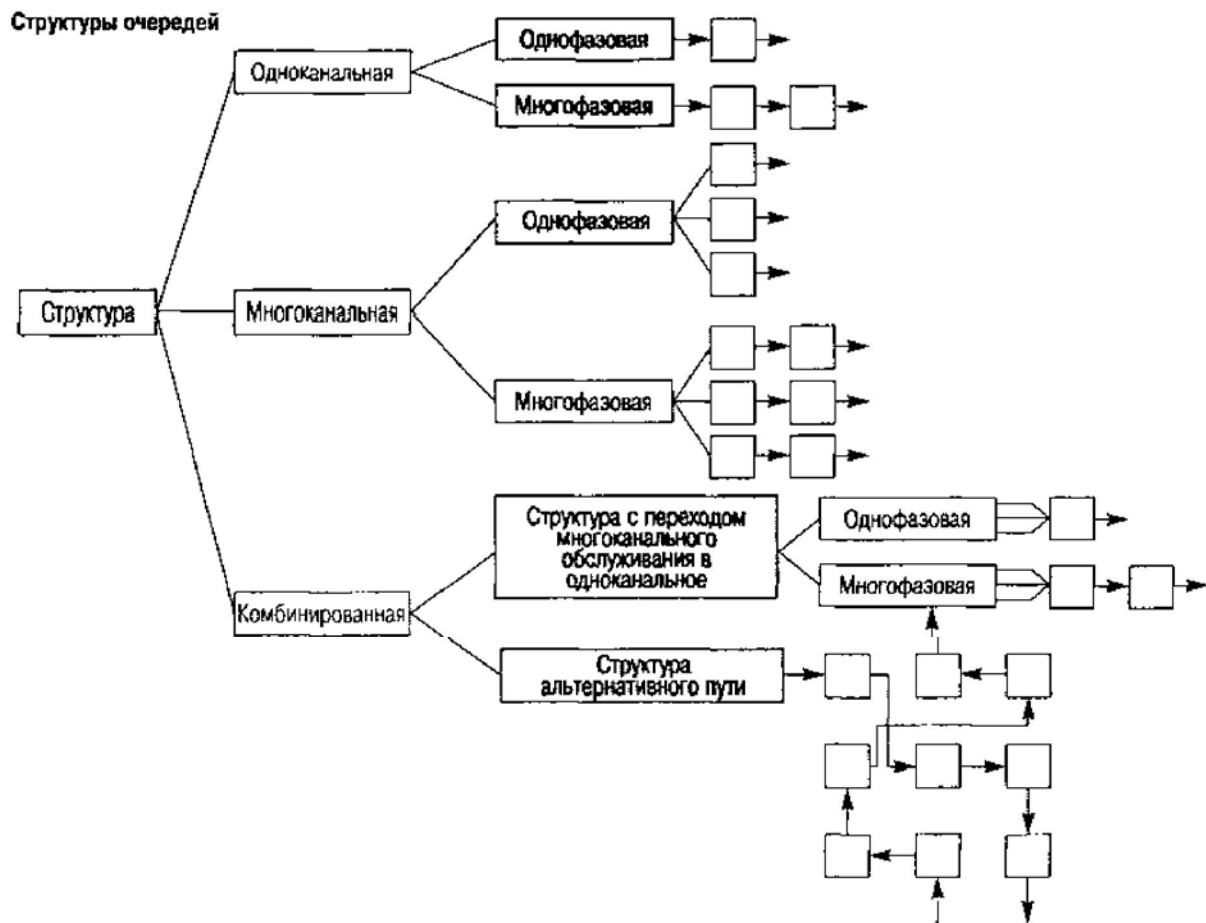 Структуры очередей
Однофазовая
Одноканальная
Многофазовая
Однофазовая
Структура
Многоканальная
Многофазовая
Структура с переходом
многоканального
обслуживания в
одноканальное
Однофазовая
Многофазовая
Комбинированная
Структура
альтернативного пути